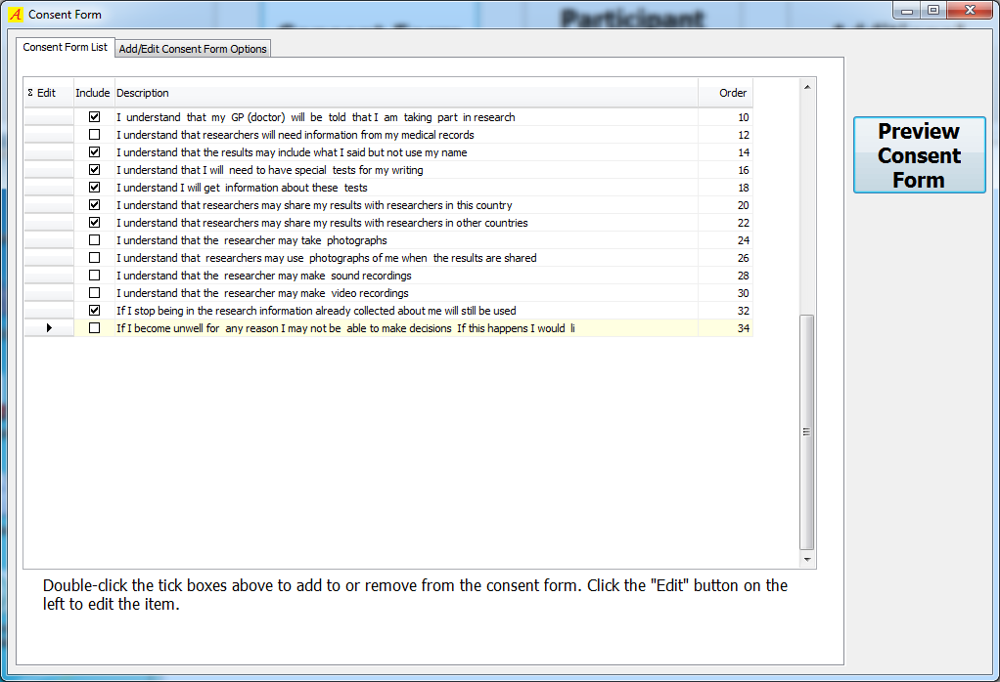 A Consent Form
Participant
Consent Form List Add/Edit Consent Form Options
Σ Edit Include Description Order
I understand that my GP (doctor) will be told that I am taking part in research 10
I understand that researchers will need information from my medical records 12
I understand that the results may include what I said but not use my name 14
I understand that I will need to have special tests for my writing 16
I understand I will get information about these tests 18
I understand that researchers may share my results with researchers in this country 20
I understand that researchers may share my results with researchers in other countries 22
I understand that the researcher may take photographs 24
I understand that researchers may use photographs of me when the results are shared 26
I understand that the researcher may make sound recordings 28
I understand that the researcher may make video recordings 30
If I stop being in the research information already collected about me will still be used 32
If I become unwell for any reason I may not be able to make decisions If this happens I would li 34
Preview
Consent
Form
Double-click the tick boxes above to add to or remove from the consent form. Click the "Edit" button on the
left to edit the item.